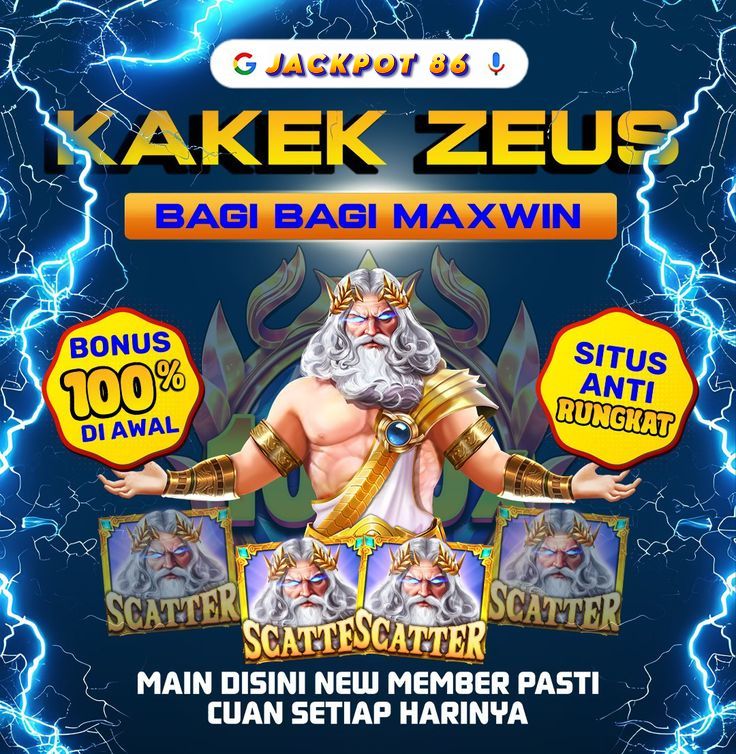 G JACKPOT 86
KAKEK ZEUS
BAGI BAGI MAXWIN
BONUS
100%
DI AWAL
SITUS
ANTI
RUNGKAT
SCATTER
SCATTE
SCATTER
SCATTER
MAIN DISINI NEW MEMBER PASTI
CUAN SETIAP HARINYA